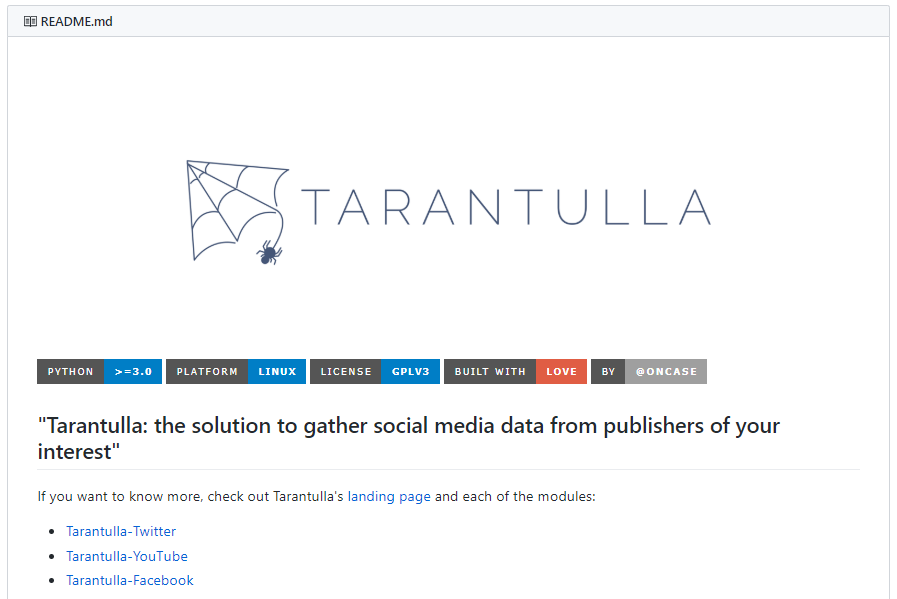 README.md
TARANTULLA
PYTHON >=3.0 PLATFORM LINUX LICENSE GPLV3 BUILT WITH LOVE BY @ONCASE
"Tarantulla: the solution to gather social media data from publishers of your
interest"
If you want to know more, check out Tarantulla's landing page and each of the modules:
Tarantulla-Twitter
Tarantulla-YouTube
Tarantulla-Facebook